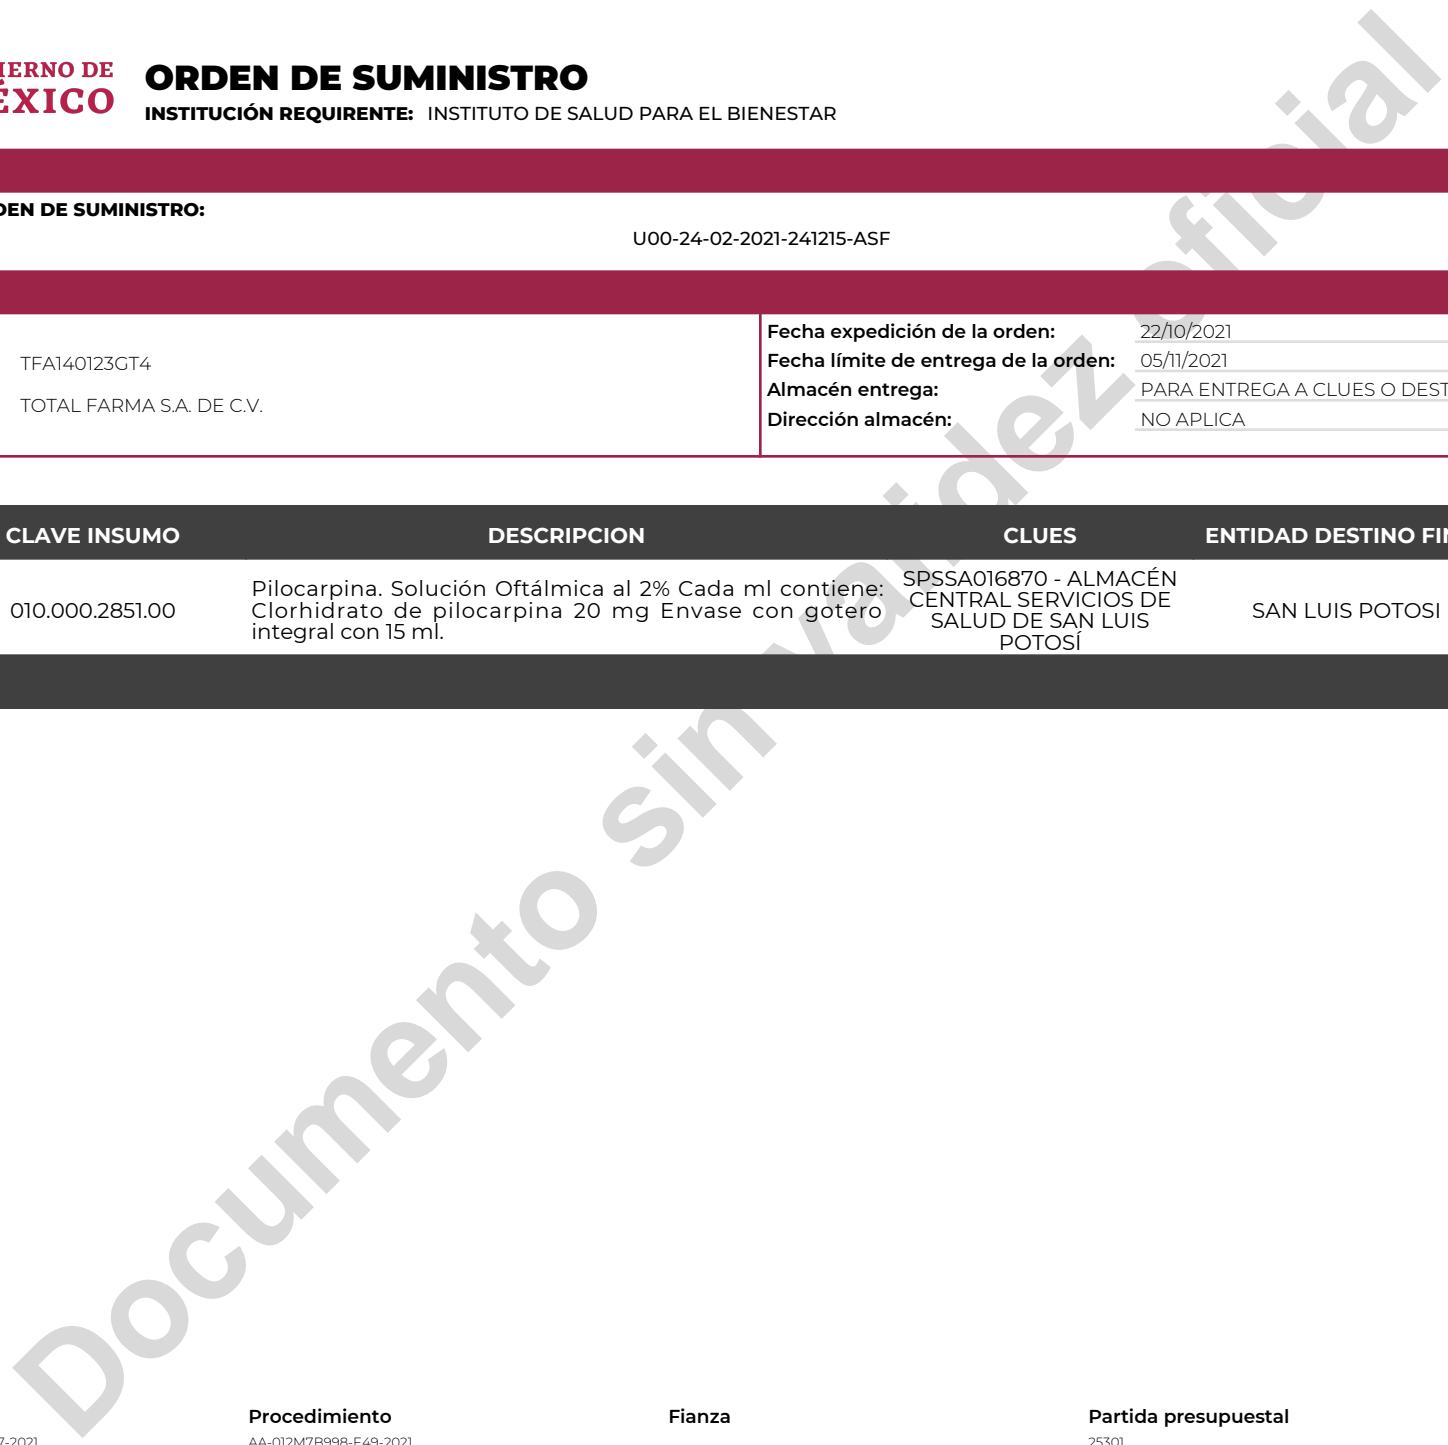 ORDEN DE SUMINISTRO
INSTITUCIÓN REQUIRENTE: INSTITUTO DE SALUD PARA EL BIENESTAR
DE SUMINISTRO:
U00-24-02-2021-241215-ASF
TFA140123GT4
TOTAL FARMA S.A. DE C.V.
Fecha expedición de la orden: 22/10/2021
Fecha límite de entrega de la orden: 05/11/2021
Almacén entrega: PARA ENTREGA A CLUES O DEST
Dirección almacén: NO APLICA
CLAVE INSUMO DESCRIPCION CLUES ENTIDAD DESTINO FIN
010.000.2851.00
Pilocarpina. Solución Oftálmica al 2% Cada ml contiene:
Clorhidrato de pilocarpina 20 mg Envase con gotero
integral con 15 ml.
SPSSA016870 - ALMACÉN
CENTRAL SERVICIOS DE
SALUD DE SAN LUIS
POTOSÍ
SAN LUIS POTOSI
Documento sin validez oficial
Procedimiento Fianza Partida presupuestal
7-2021 AA-012M7B998-E49-2021 25301
IERNO DE
ÉXICO